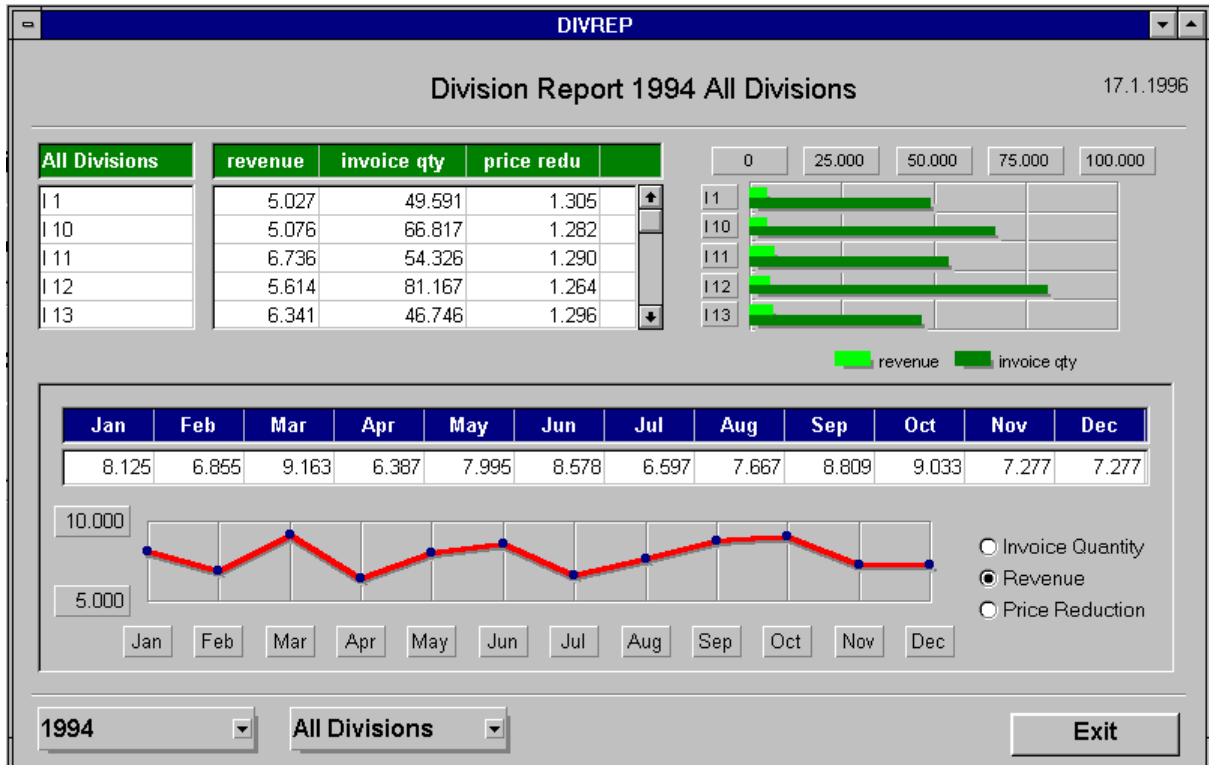 DIVREP
Division Report 1994 All Divisions
17.1.1996
All Divisions revenue invoice qty price redu
I 1 5.027 49.591 1.305
I 10 5.076 66.817 1.282
I 11 6.736 54.326 1.290
I 12 5.614 81.167 1.264
I 13 6.341 46.746 1.296
0 25.000 50.000 75.000 100.000
I 1
I 10
I 11
I 12
I 13
revenue invoice qty
Jan Feb Mar Apr May Jun Jul Aug Sep Oct Nov Dec
8.125 6.855 9.163 6.387 7.995 8.578 6.597 7.667 8.809 9.033 7.277 7.277
10.000
5.000
Jan Feb Mar Apr May Jun Jul Aug Sep Oct Nov Dec
Invoice Quantity
Revenue
Price Reduction
1994 All Divisions Exit